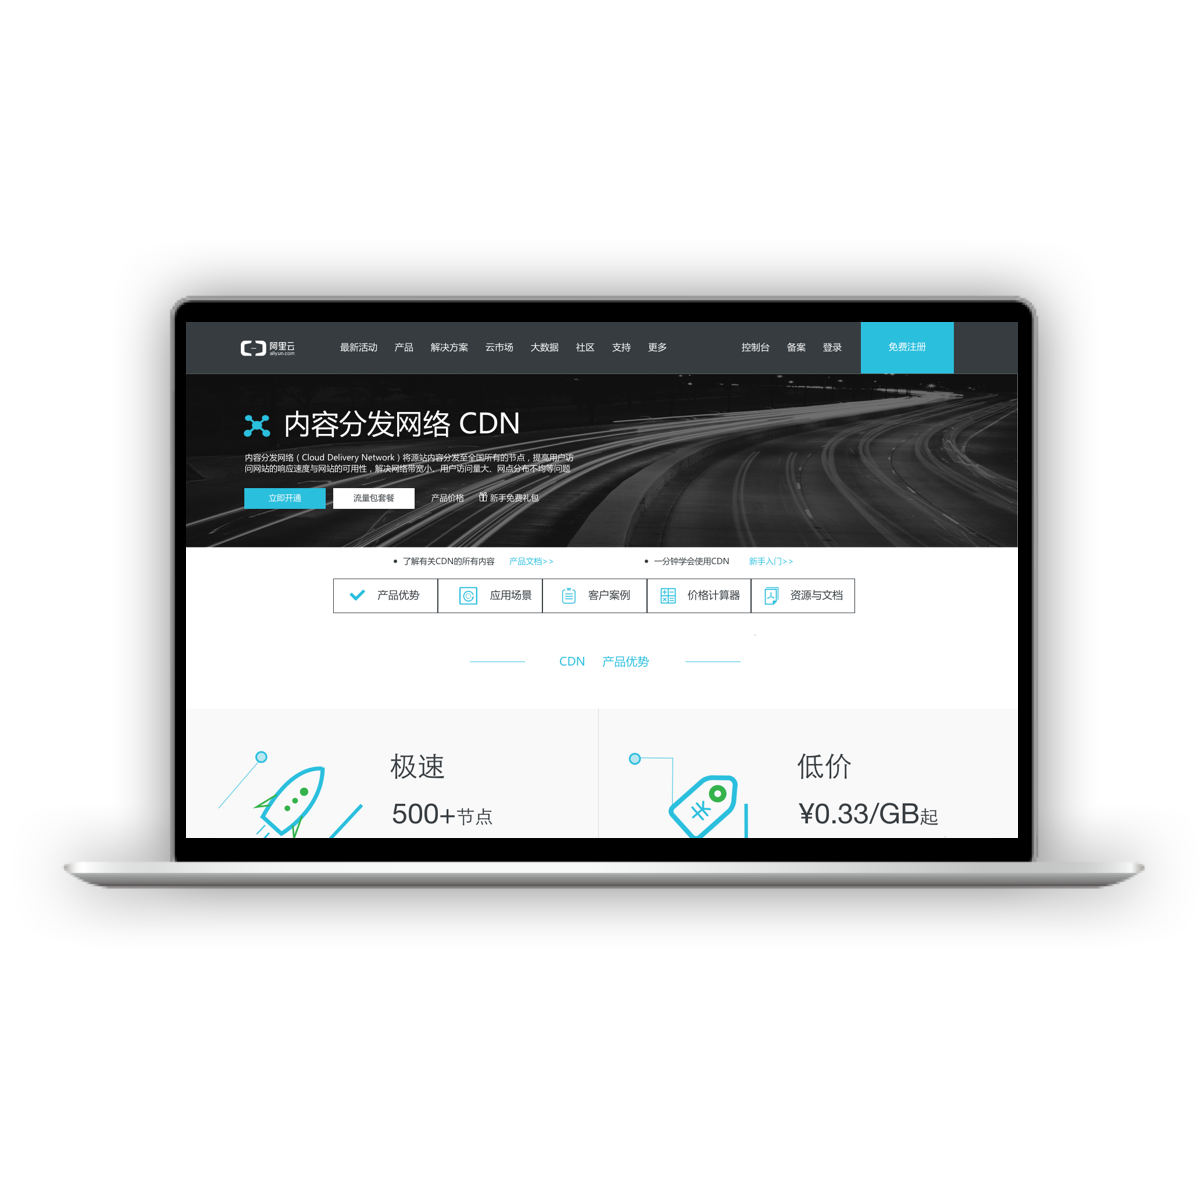 阿里云
aliyun.com
最新活动 产品 解决方案 云市场 大数据 社区 支持 更多 控制台 备案 登录 免费注册
内容分发网络 CDN
内容分发网络（Cloud Delivery Network）将源站内容分发至全国所有的节点，提高用户访
问网站的响应速度与网站的可用性，解决网络带宽小、用户访问量大、网点分布不均等问题
立即开通 流量包套餐 产品价格 新手免费礼包
• 了解有关CDN的所有内容 产品文档>> • 一分钟学会使用CDN 新手入门>>
产品优势 应用场景 客户案例 价格计算器 资源与文档
CDN 产品优势
极速
500+节点
低价
¥0.33/GB起